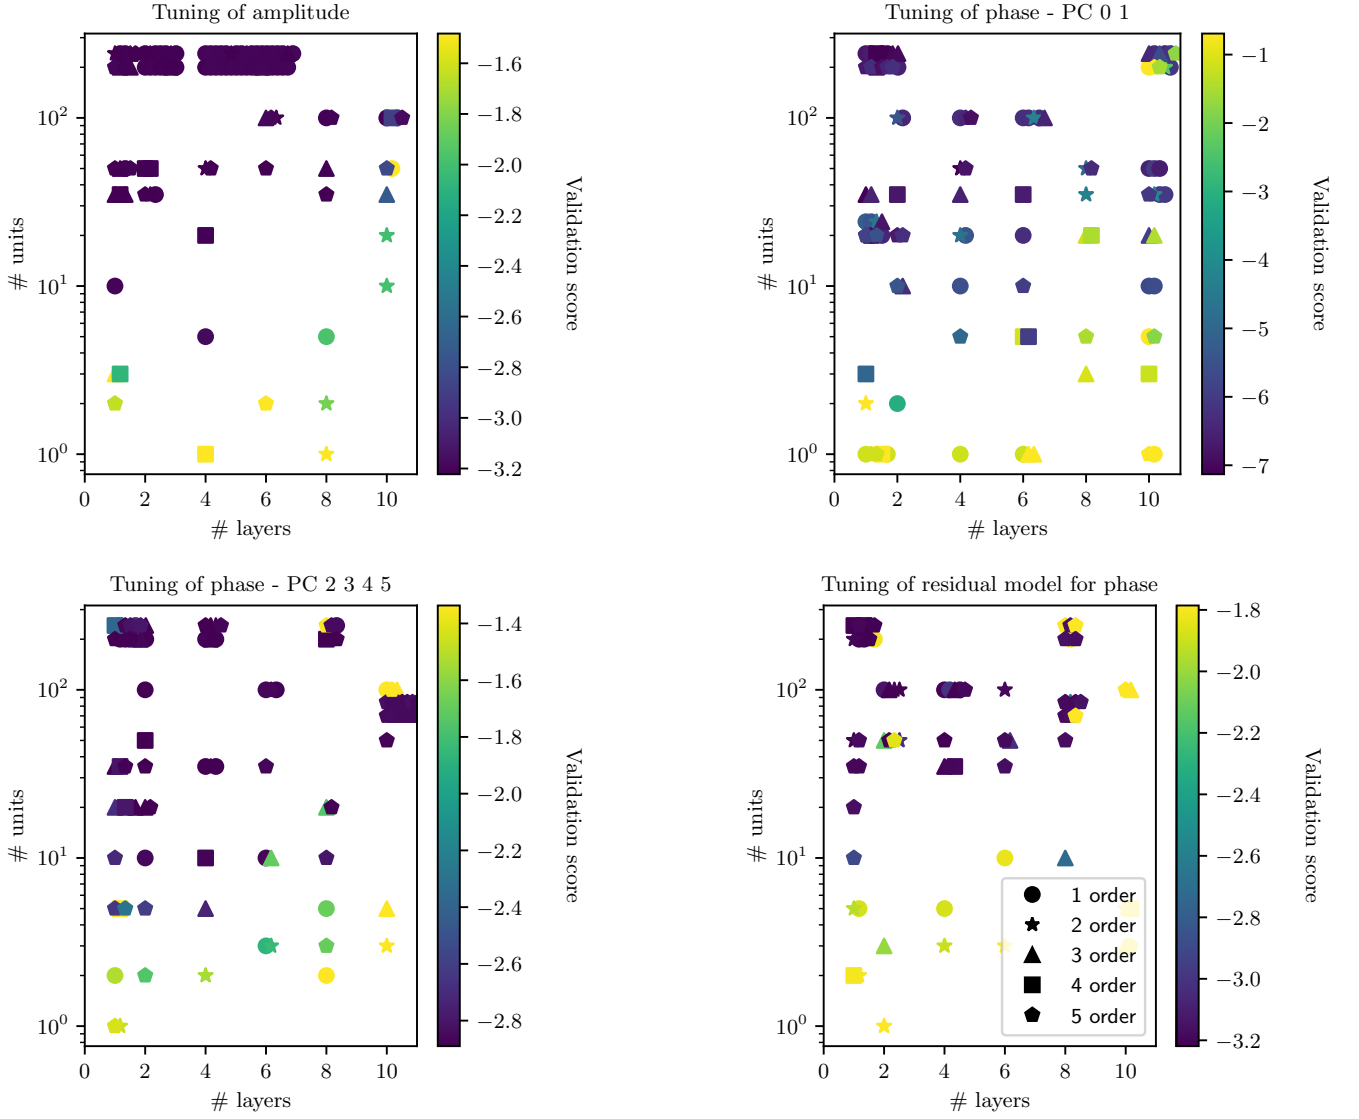 Tuning of amplitude
# units
10²
10¹
10⁰
0 2 4 6 8 10
# layers
−1.6
−1.8
−2.0
−2.2
−2.4
−2.6
−2.8
−3.0
−3.2
Validation score
Tuning of phase - PC 0 1
# units
10²
10¹
10⁰
0 2 4 6 8 10
# layers
−1
−2
−3
−4
−5
−6
−7
Validation score
Tuning of phase - PC 2 3 4 5
# units
10²
10¹
10⁰
0 2 4 6 8 10
# layers
−1.4
−1.6
−1.8
−2.0
−2.2
−2.4
−2.6
−2.8
Validation score
Tuning of residual model for phase
# units
10²
10¹
10⁰
0 2 4 6 8 10
# layers
1 order
2 order
3 order
4 order
5 order
−1.8
−2.0
−2.2
−2.4
−2.6
−2.8
−3.0
−3.2
Validation score